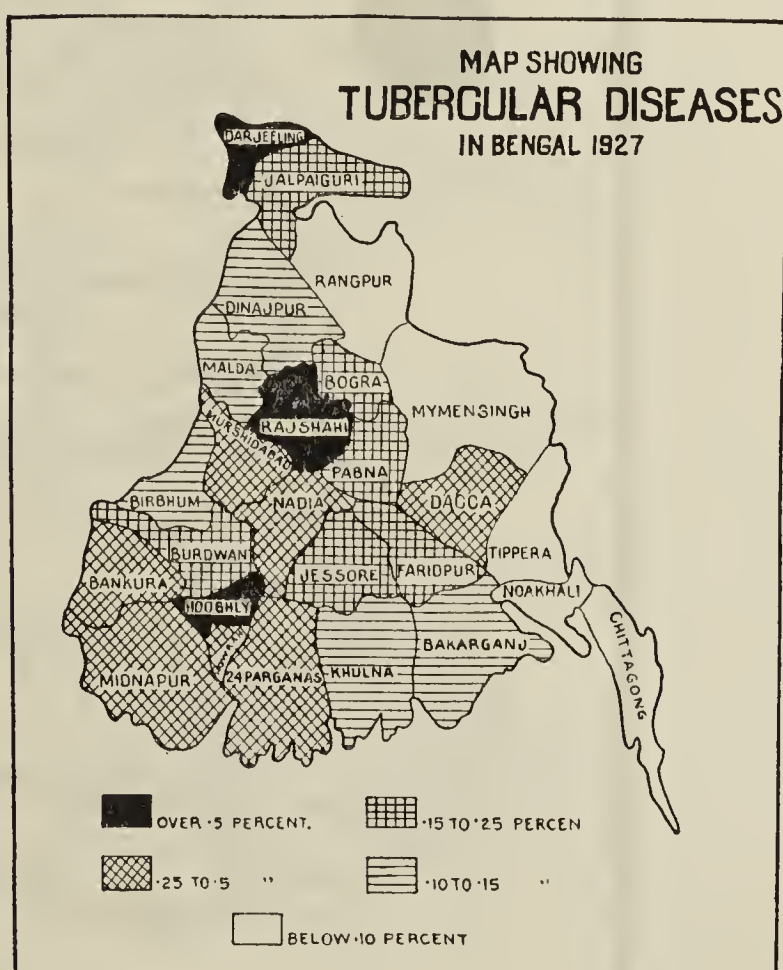 MAP SHOWING
TUBERCULAR DISEASES
IN BENGAL 1927
DARJEELING
JALPAIGURI
RANGPUR
DINAJPUR
MALDA
BOGRA
MYMENSINGH
RAJSHAHI
MURSHIDABAD
PABNA
BIRBHUM
NADIA
DACCA
BURDWAN
TIPPERA
BANKURA
JESSORE
FARIDPUR
NOAKHALI
HOOGHLY
BAKARGANJ
CHITTAGONG
MIDNAPUR
24 PARGANAS
KHULNA
OVER ·5 PERCENT.
·15 TO ·25 PERCEN
·25 TO ·5 "
·10 TO ·15 "
BELOW ·10 PERCENT